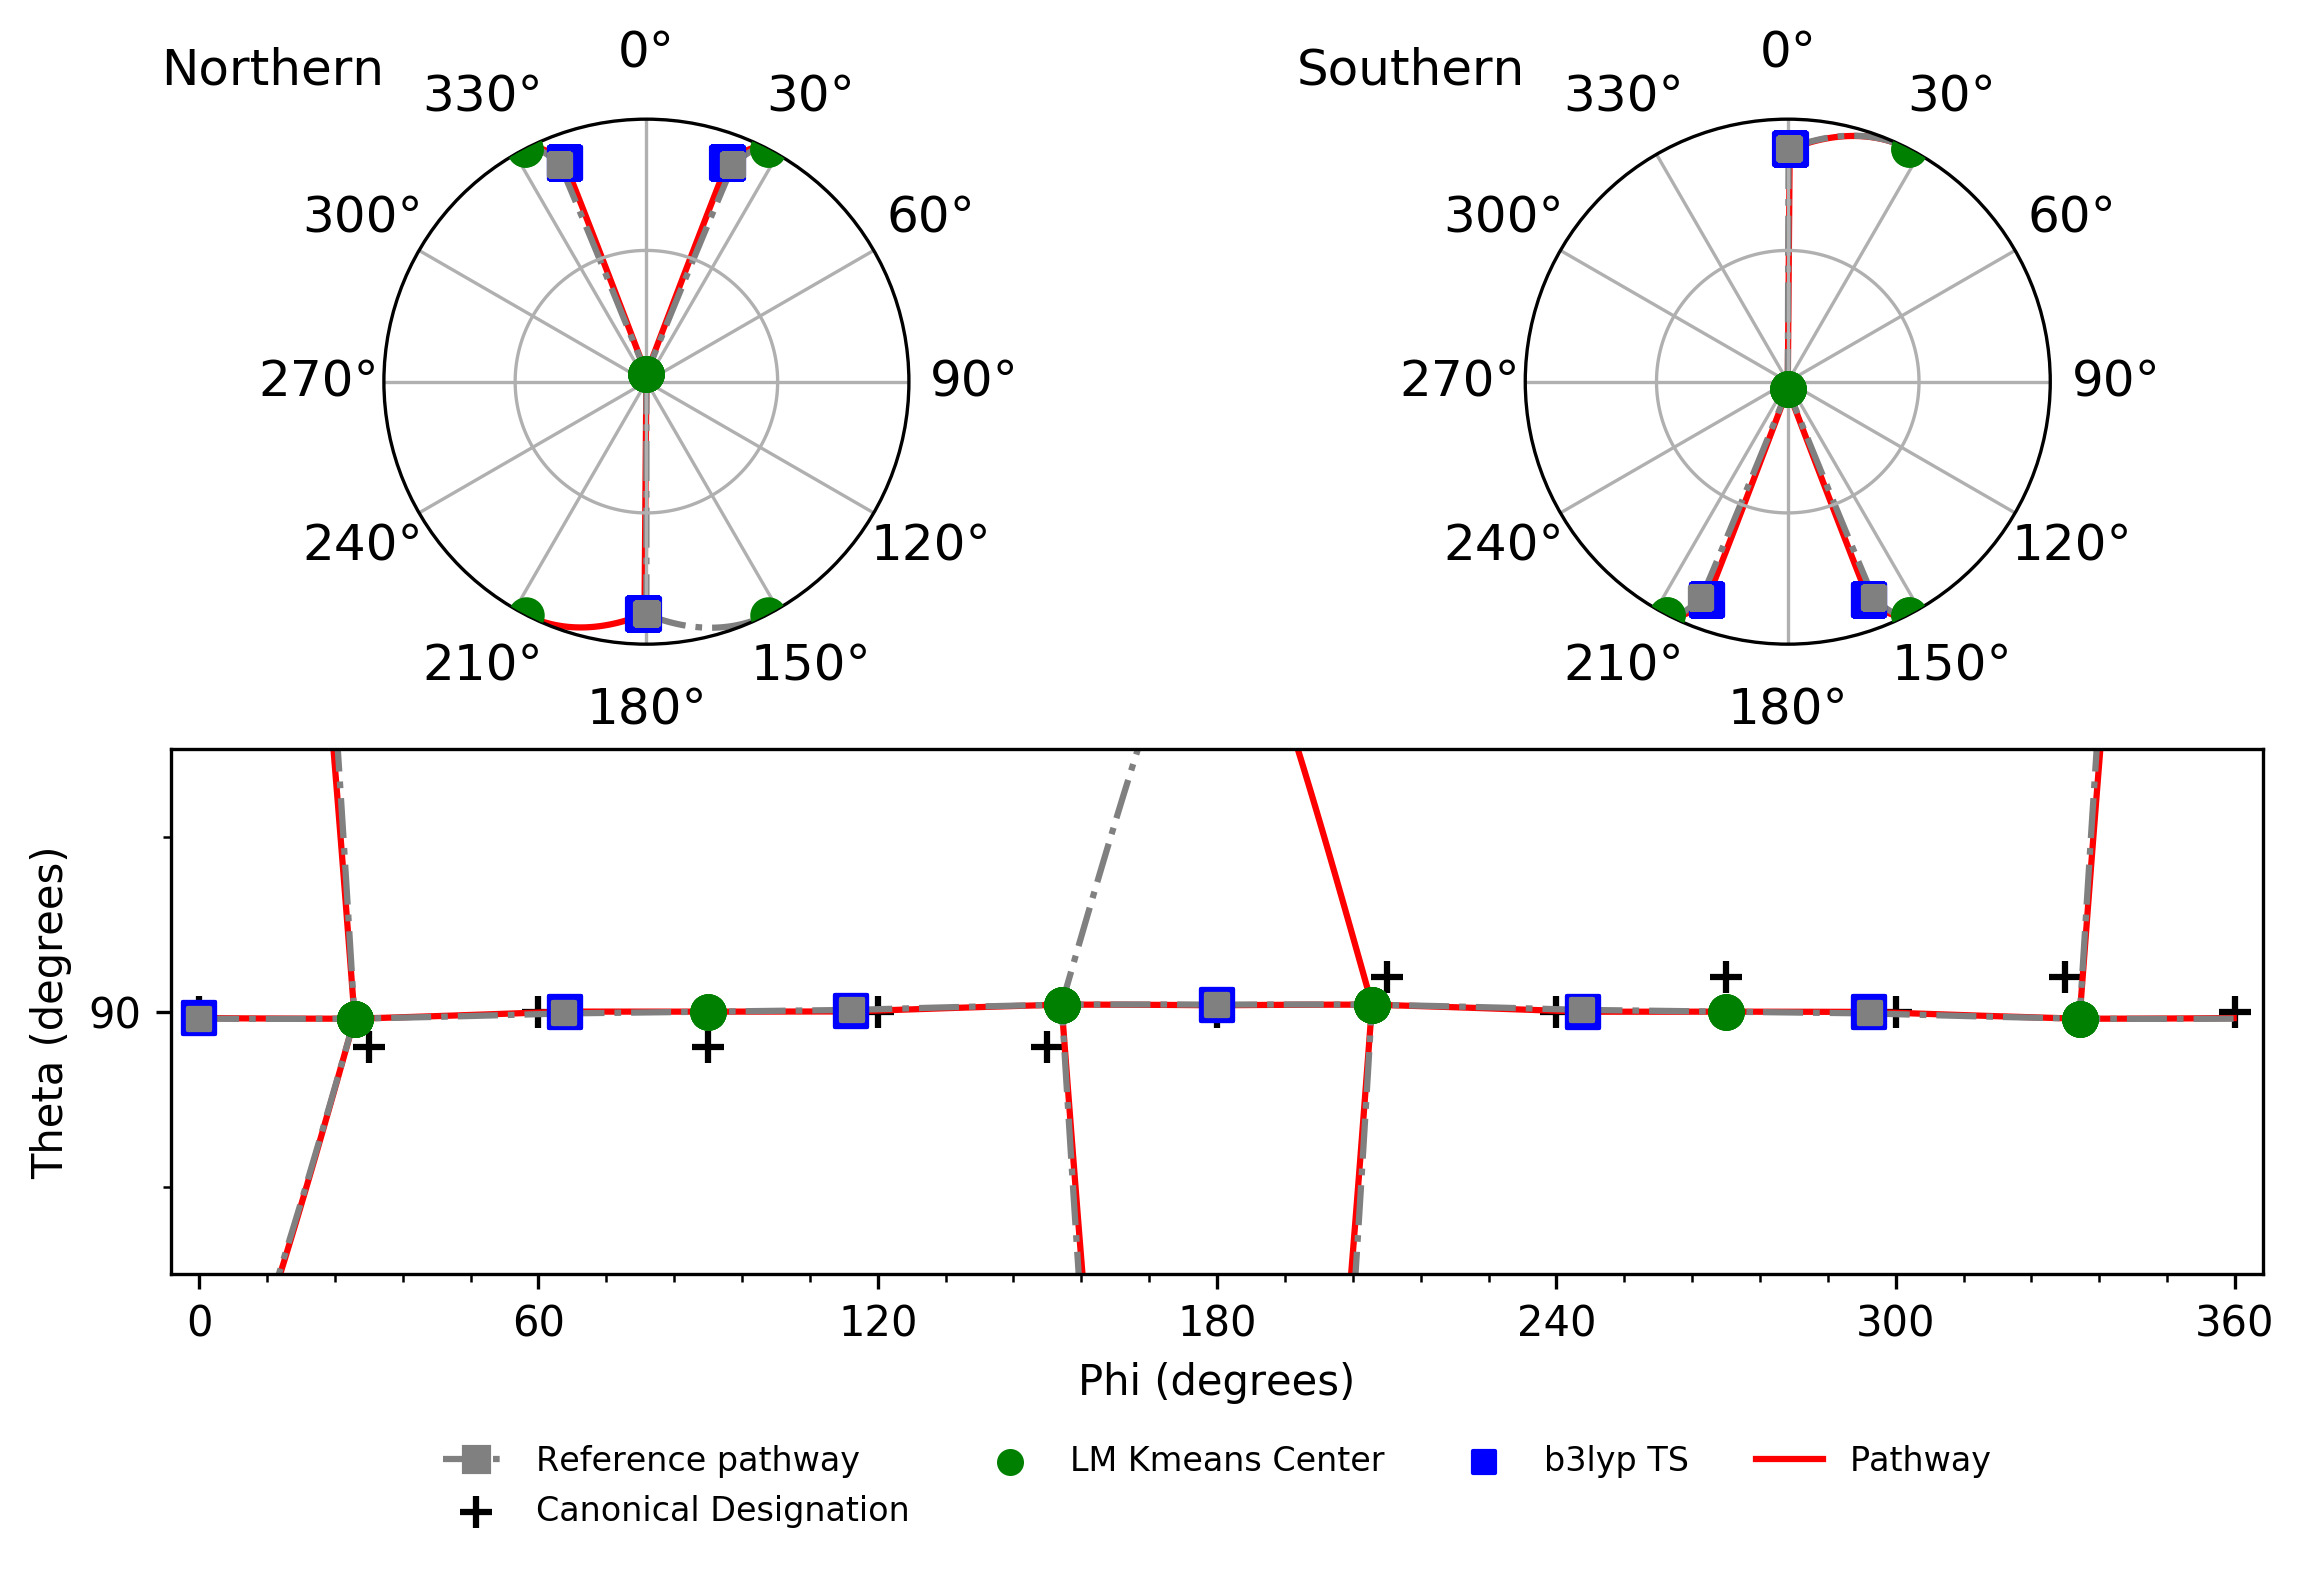 Northern
0°
330°
30°
300°
60°
270°
90°
240°
120°
210°
150°
180°
Southern
0°
330°
30°
300°
60°
270°
90°
240°
120°
210°
150°
180°
Theta (degrees)
90
0 60 120 180 240 300 360
Phi (degrees)
Reference pathway
Canonical Designation
LM Kmeans Center
b3lyp TS
Pathway